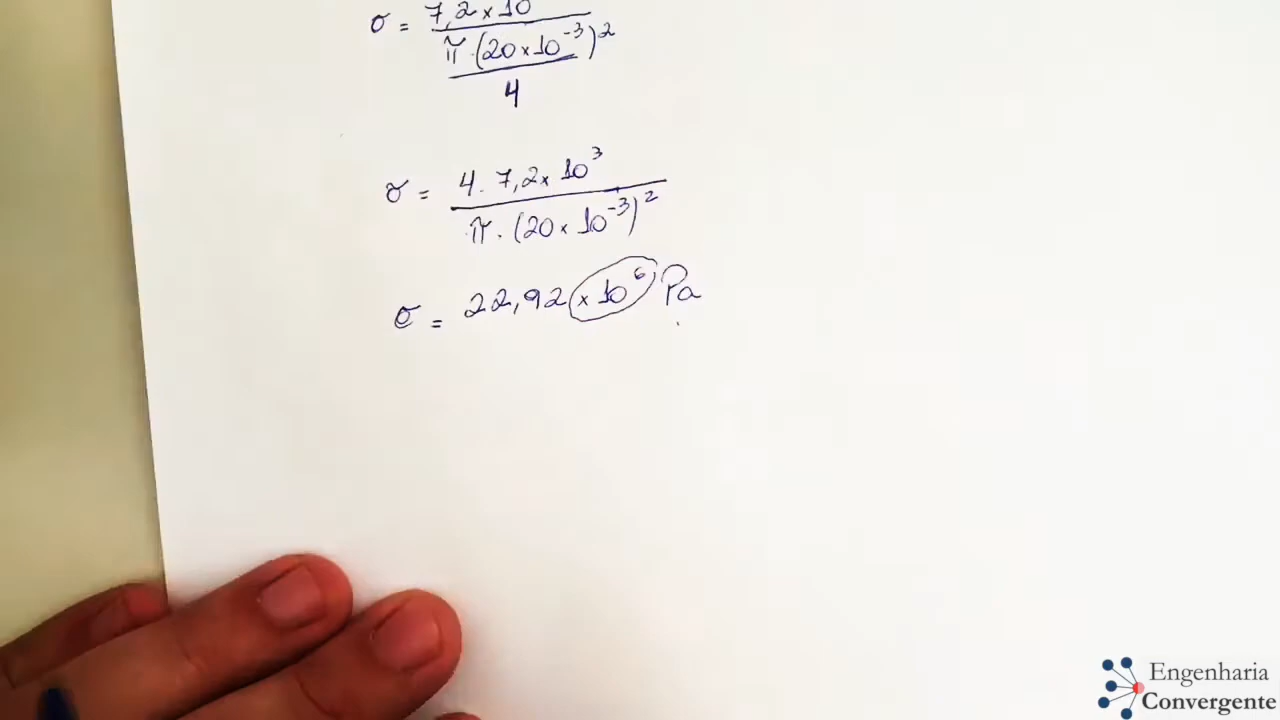 σ = 7,2 × 10 / (π · (20 × 10⁻³)² / 4)
σ = 4 · 7,2 × 10³ / (π · (20 × 10⁻³)²)
σ = 22,92 × 10⁶ Pa
Engenharia
Convergente